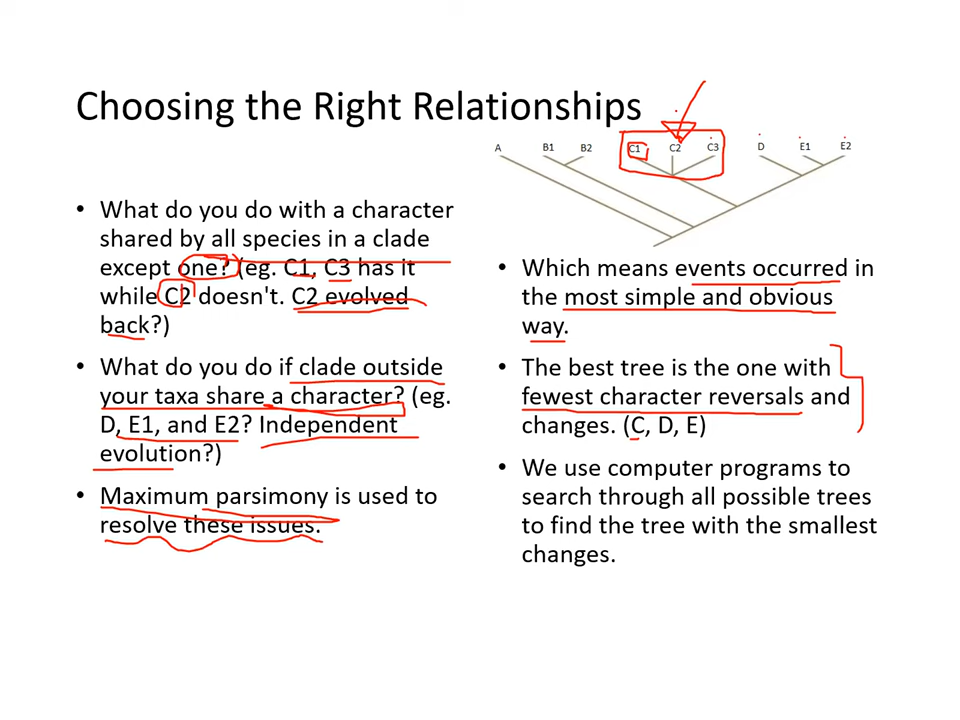 Choosing the Right Relationships
A B1 B2 C1 C2 C3 D E1 E2
• What do you do with a character
shared by all species in a clade
except one? (eg. C1, C3 has it
while C2 doesn't. C2 evolved
back?)
• What do you do if clade outside
your taxa share a character? (eg.
D, E1, and E2? Independent
evolution?)
• Maximum parsimony is used to
resolve these issues.
• Which means events occurred in
the most simple and obvious
way.
• The best tree is the one with
fewest character reversals and
changes. (C, D, E)
• We use computer programs to
search through all possible trees
to find the tree with the smallest
changes.